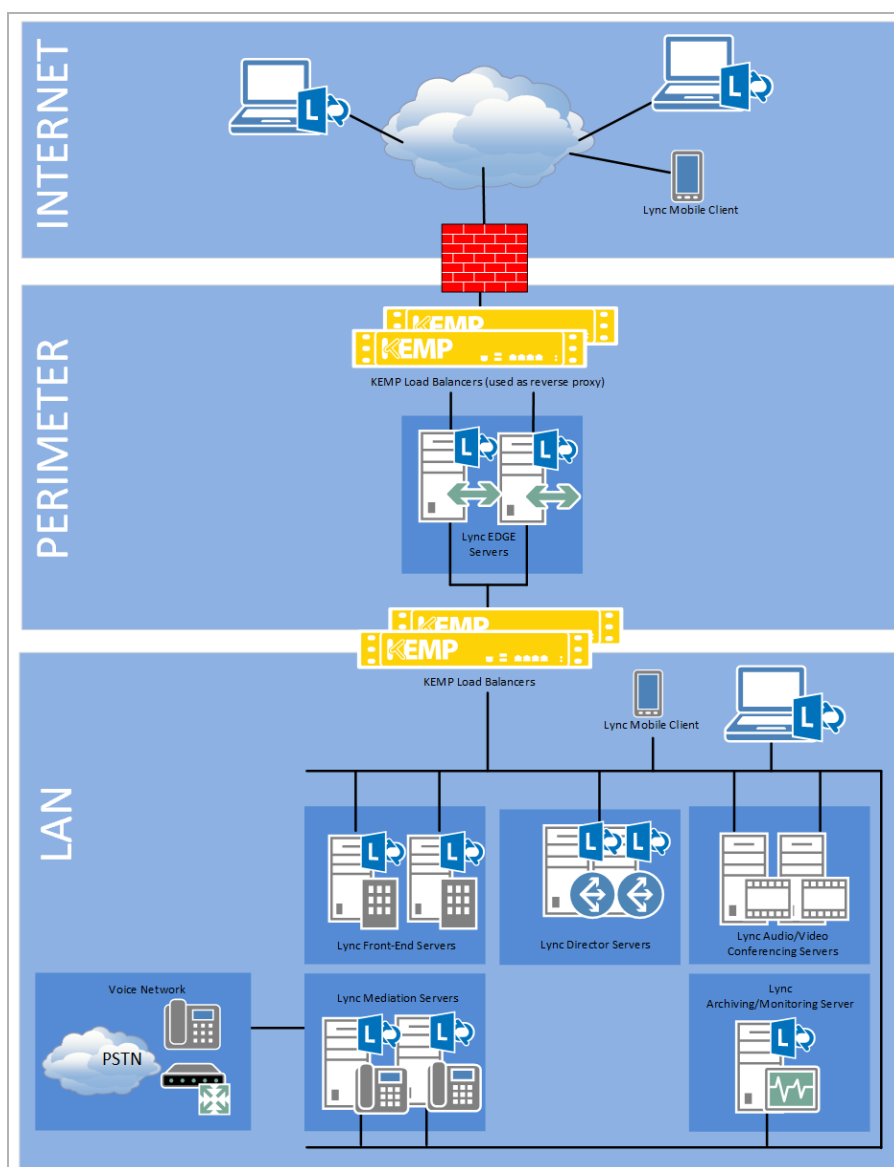 INTERNET
L
L
Lync Mobile Client
PERIMETER
KEMP
KEMP
KEMP Load Balancers (used as reverse proxy)
L
L
Lync EDGE
Servers
KEMP
KEMP
KEMP Load Balancers
LAN
Lync Mobile Client
L
L
L
L
L
Lync Front-End Servers
Lync Director Servers
Lync Audio/Video
Conferencing Servers
Voice Network
PSTN
Lync Mediation Servers
L
L
Lync
Archiving/Monitoring Server
L